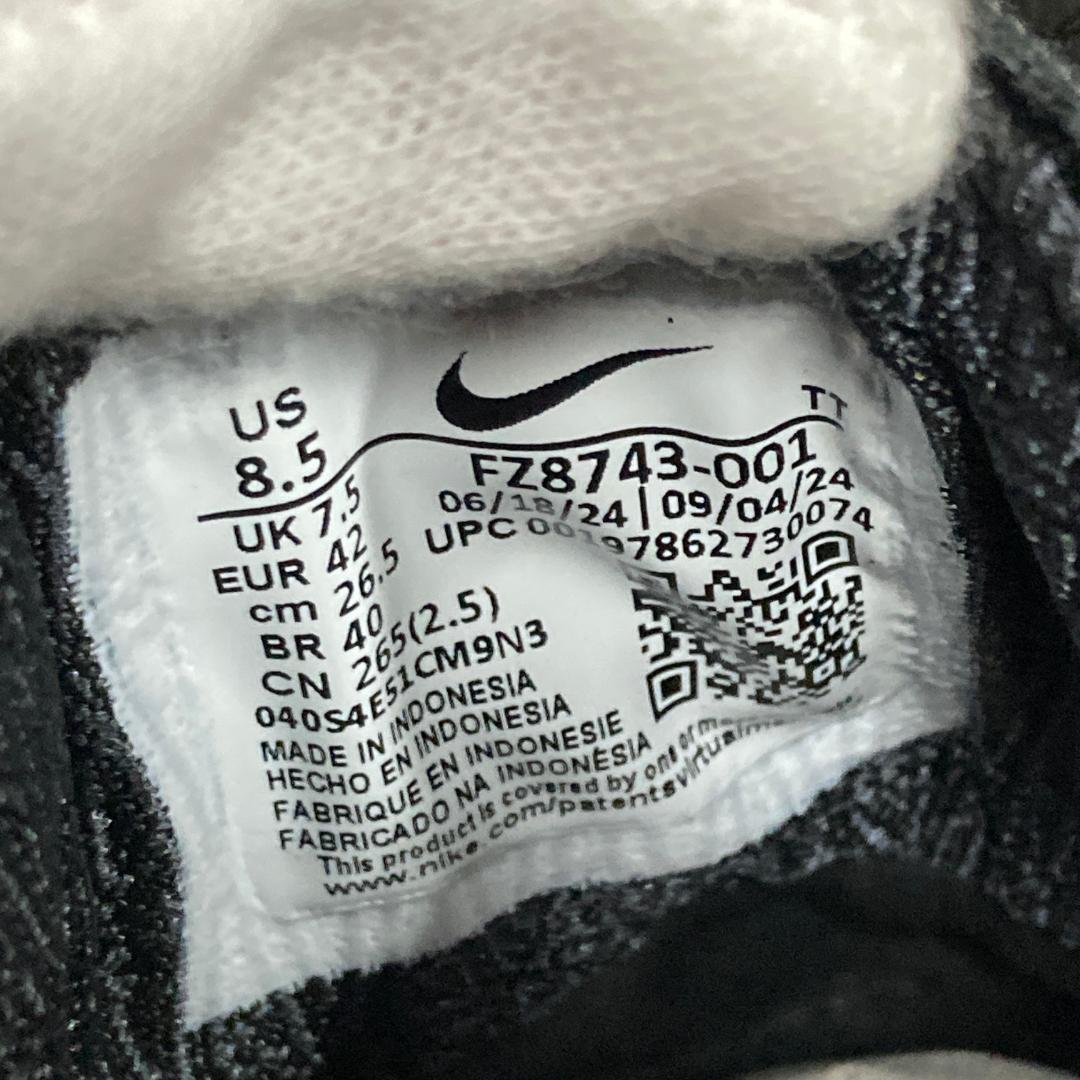 US
8.5
TT
FZ8743-001
06/18/24 | 09/04/24
UPC 00197862730074
UK 7.5
EUR 42
cm 26.5
BR 40
CN 265(2.5)
040S4E51CM9N3
MADE IN INDONESIA
HECHO EN INDONESIA
FABRIQUE EN INDONESIE
FABRICADO NA INDONÉSIA
This product is covered by one or
www.nike.com/patents